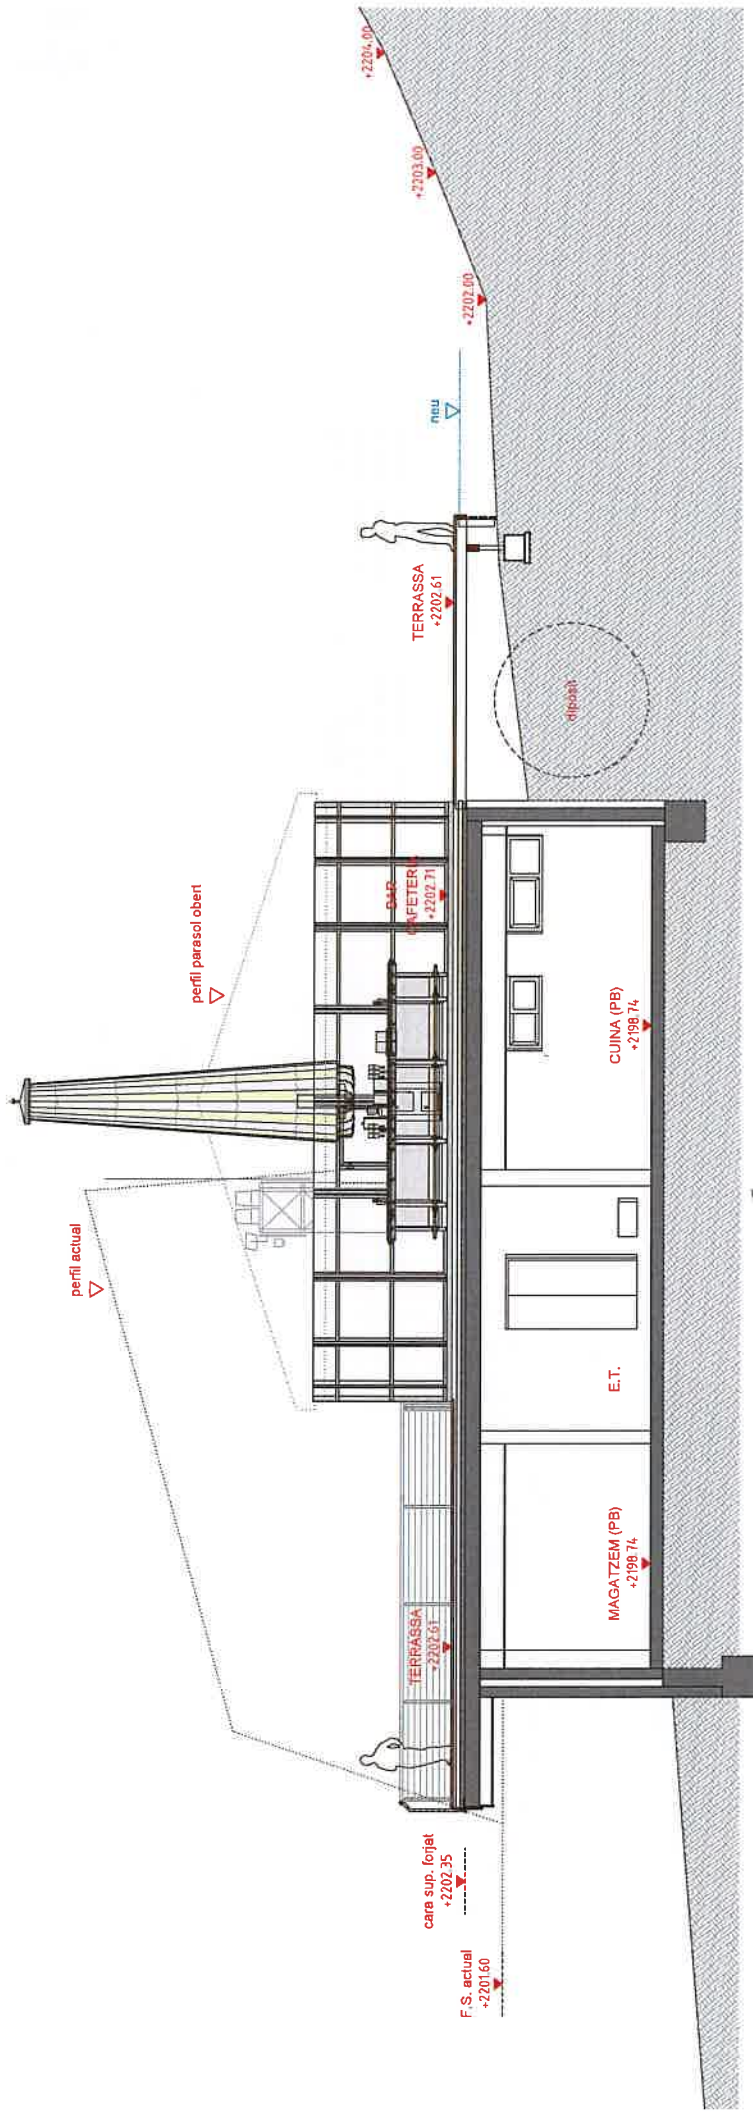 +2204.00
+2203.00
+2202.00
neu
TERRASSA
+2202.61
dipòsit
perfil parasol obert
BAR
CAFETERIA
+2202.71
CUINA (PB)
+2198.74
perfil actual
E.T.
MAGATZEM (PB)
+2198.74
TERRASSA
+2202.61
cara sup. forjat
+2202.35
F.S. actual
+2201.60